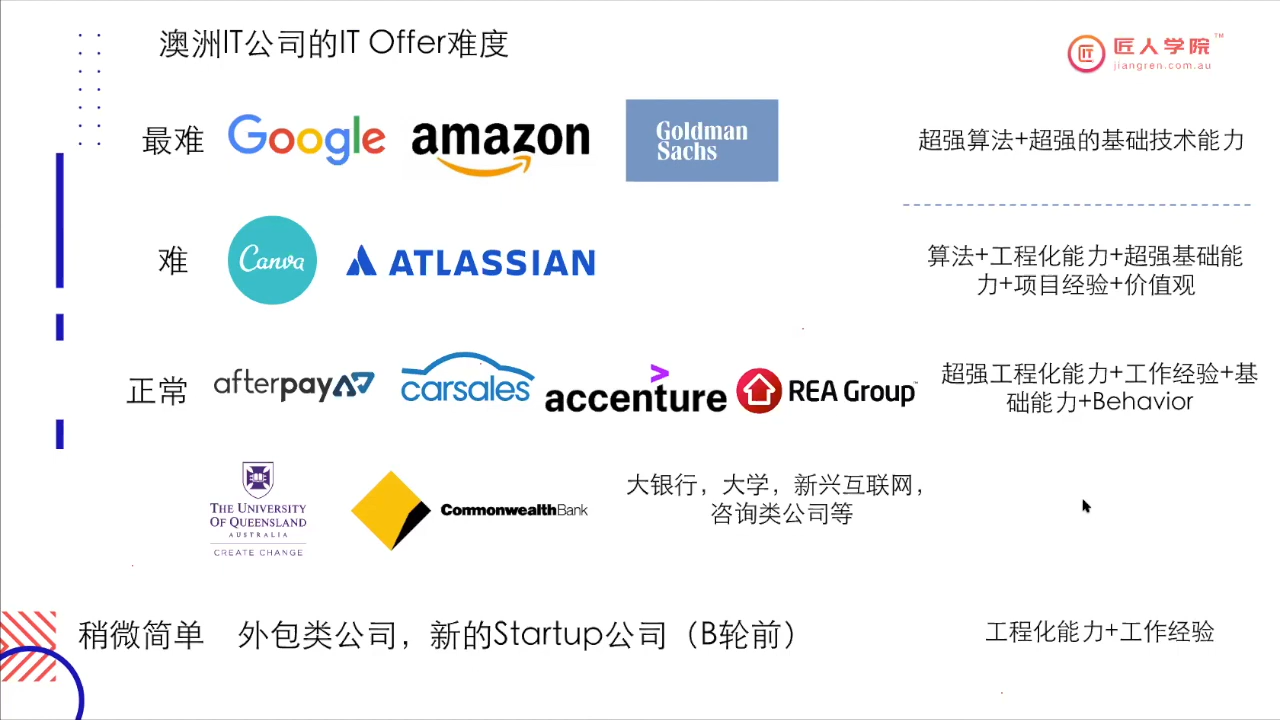 澳洲IT公司的IT Offer难度
匠 匠人学院™
jiangren.com.au
最难 Google amazon Goldman
Sachs
超强算法+超强的基础技术能力
难 Canva ATLASSIAN
算法+工程化能力+超强基础能
力+项目经验+价值观
正常 afterpay carsales accenture REA Group™
超强工程化能力+工作经验+基
础能力+Behavior
THE UNIVERSITY
OF QUEENSLAND
AUSTRALIA
CREATE CHANGE
CommonwealthBank
大银行，大学，新兴互联网，
咨询类公司等
稍微简单 外包类公司，新的Startup公司（B轮前）
工程化能力+工作经验